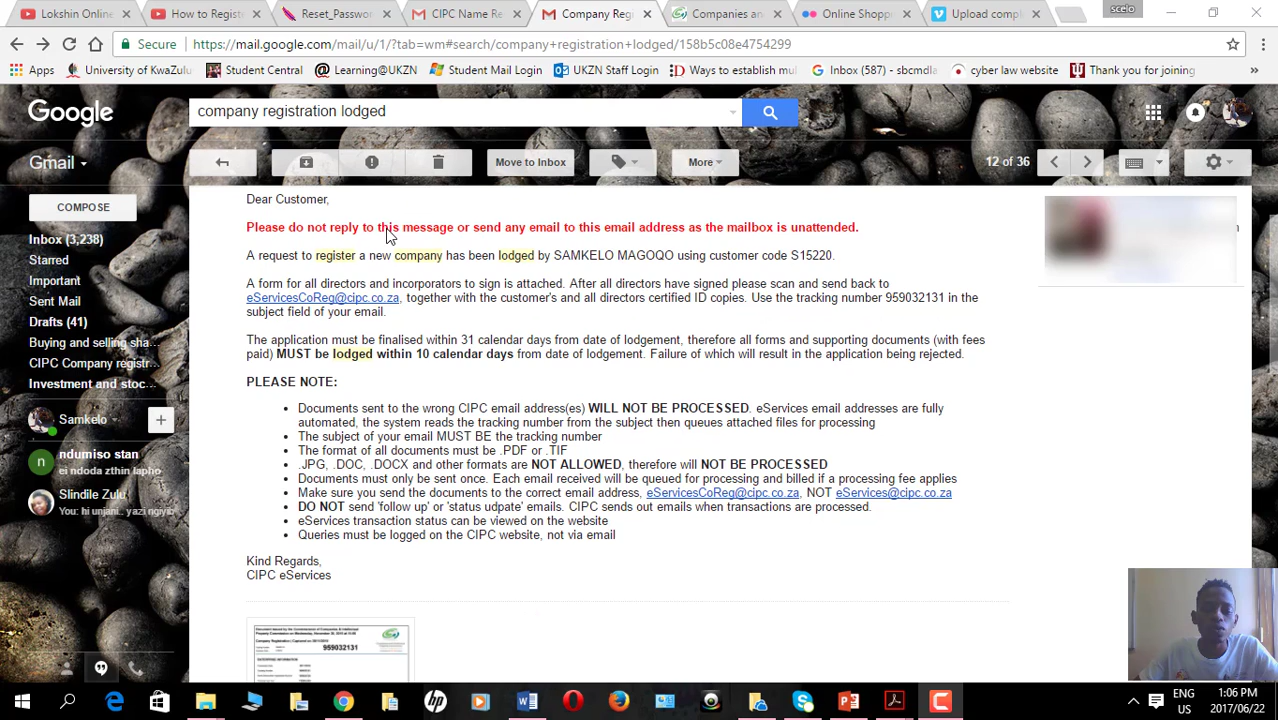 scelo
Lokshin Onlin
How to Regist
Reset_Passwor
CIPC Name Re
Company Regi
Companies an
Online Shoppi
Upload compl
Secure https://mail.google.com/mail/u/1/?tab=wm#search/company+registration+lodged/158b5c08e4754299
Apps University of KwaZulu Student Central Learning@UKZN Student Mail Login UKZN Staff Login Ways to establish mul Inbox (587) - sbcmdla cyber law research Thank you for joining »
Google company registration lodged
Gmail Move to Inbox More 12 of 36
COMPOSE
Inbox (3,238)
Starred
Important
Sent Mail
Drafts (41)
Buying and selling sha…
CIPC Company registr…
Investment and stoc…
Samkelo
ndumiso stan
ei ndoda zthin lapho
Slindile Zulu
You: hi unjani.. yazi ngiyin
Dear Customer,
Please do not reply to this message or send any email to this email address as the mailbox is unattended.
A request to register a new company has been lodged by SAMKELO MAGOQO using customer code S15220.
A form for all directors and incorporators to sign is attached. After all directors have signed please scan and send back to
eServicesCoReg@cipc.co.za, together with the customer's and all directors certified ID copies. Use the tracking number 959032131 in the
subject field of your email.
The application must be finalised within 31 calendar days from date of lodgement, therefore all forms and supporting documents (with fees
paid) MUST be lodged within 10 calendar days from date of lodgement. Failure of which will result in the application being rejected.
PLEASE NOTE:
• Documents sent to the wrong CIPC email address(es) WILL NOT BE PROCESSED. eServices email addresses are fully
automated, the system reads the tracking number from the subject then queues attached files for processing
• The subject of your email MUST BE the tracking number
• The format of all documents must be .PDF or .TIF
• .JPG, .DOC, .DOCX and other formats are NOT ALLOWED, therefore will NOT BE PROCESSED
• Documents must only be sent once. Each email received will be queued for processing and billed if a processing fee applies
• Make sure you send the documents to the correct email address, eServicesCoReg@cipc.co.za, NOT eServices@cipc.co.za
• DO NOT send 'follow up' or 'status udpate' emails. CIPC sends out emails when transactions are processed.
• eServices transaction status can be viewed on the website
• Queries must be logged on the CIPC website, not via email
Kind Regards,
CIPC eServices
959032131
ENG
US
1:06 PM
2017/06/22